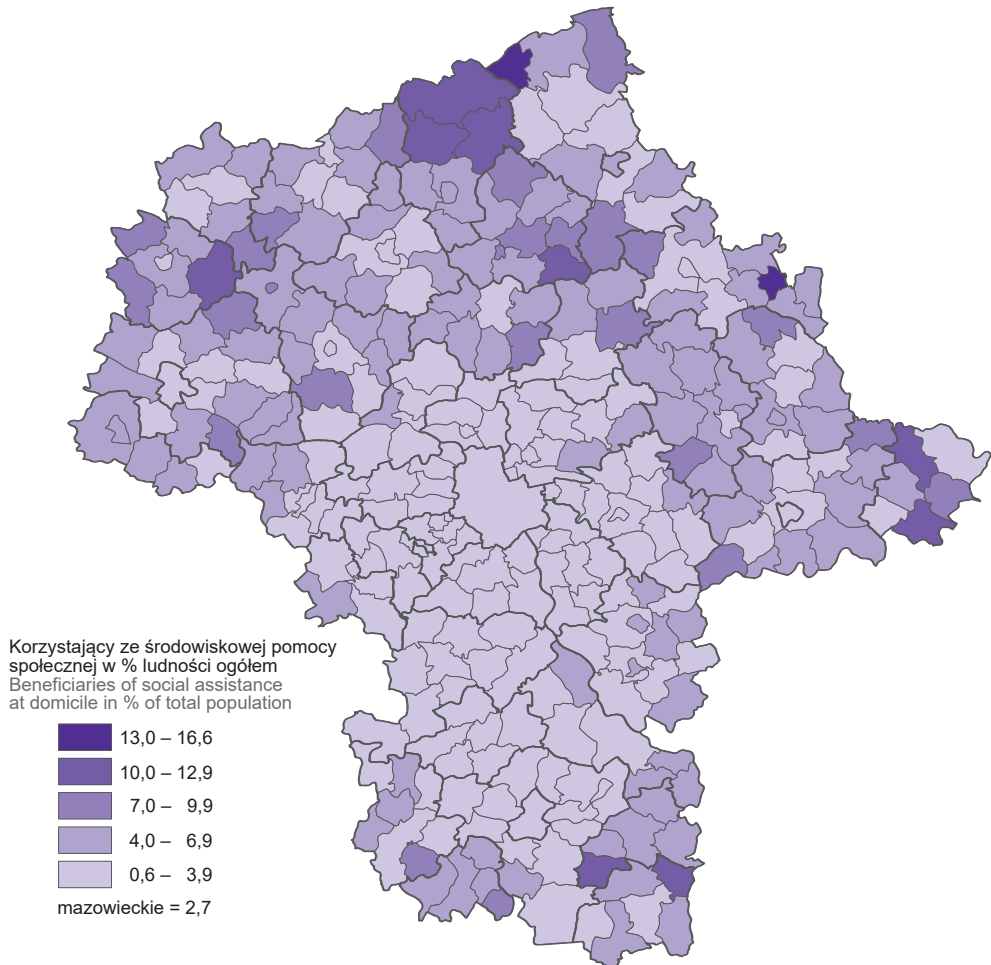 Korzystający ze środowiskowej pomocy
społecznej w % ludności ogółem
Beneficiaries of social assistance
at domicile in % of total population
13,0 – 16,6
10,0 – 12,9
7,0 – 9,9
4,0 – 6,9
0,6 – 3,9
mazowieckie = 2,7